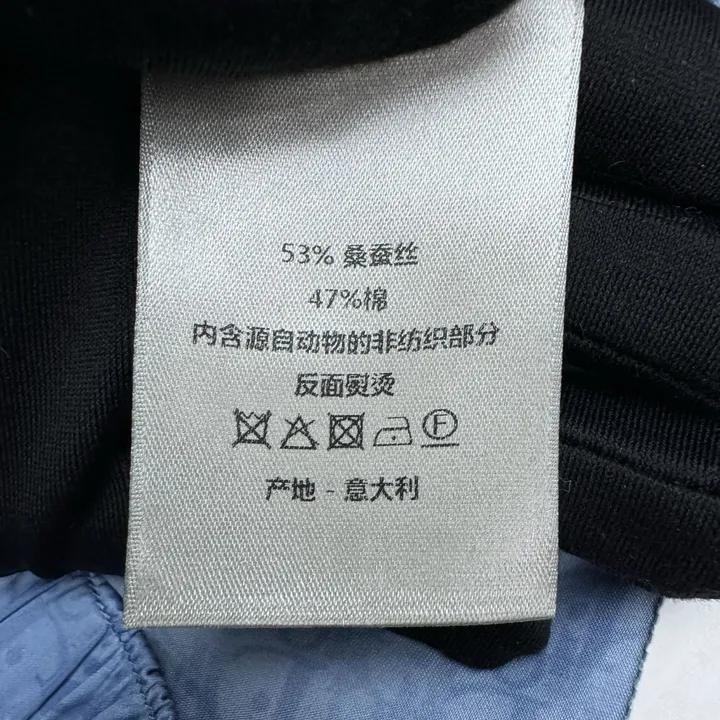 53% 桑蚕丝
47%棉
内含源自动物的非纺织部分
反面熨烫
F
产地 - 意大利